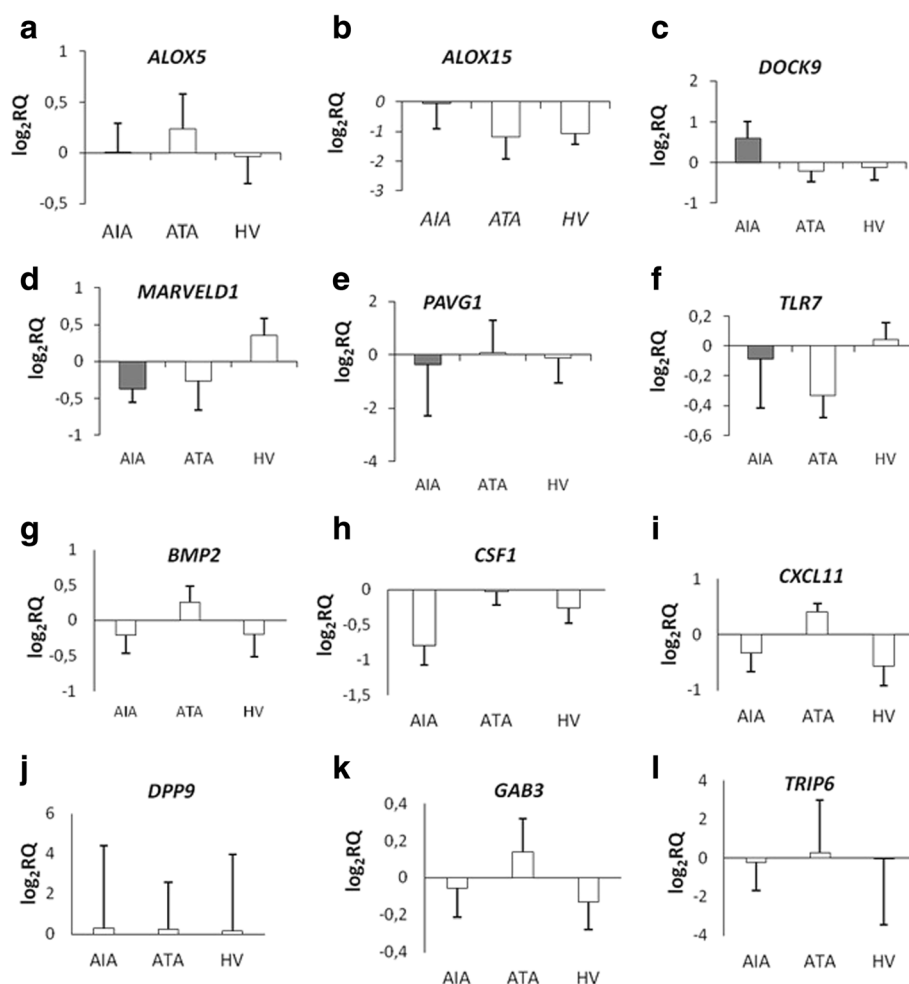 a
ALOX5
log2RQ
1
0,5
0
-0,5
AIA ATA HV
b
ALOX15
log2RQ
0
-1
-2
-3
AIA ATA HV
c
DOCK9
log2RQ
2
1
0
-1
AIA ATA HV
d
MARVELD1
log2RQ
1
0,5
0
-0,5
-1
AIA ATA HV
e
PAVG1
log2RQ
2
0
-2
-4
AIA ATA HV
f
TLR7
log2RQ
0,2
0
-0,2
-0,4
0,6
AIA ATA HV
g
BMP2
log2RQ
1
0,5
0
-0,5
-1
AIA ATA HV
h
CSF1
log2RQ
0
-0,5
-1
-1,5
AIA ATA HV
i
CXCL11
log2RQ
1
0
-1
AIA ATA HV
j
DPP9
log2RQ
6
4
2
0
AIA ATA HV
k
GAB3
log2RQ
0,4
0,2
0
-0,2
-0,4
AIA ATA HV
l
TRIP6
log2RQ
4
2
0
-2
-4
AIA ATA HV